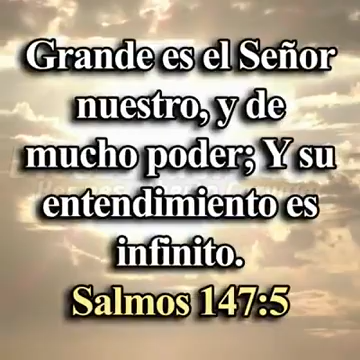 Grande es el Señor
nuestro, y de
mucho poder; Y su
entendimiento es
infinito.
Salmos 147:5